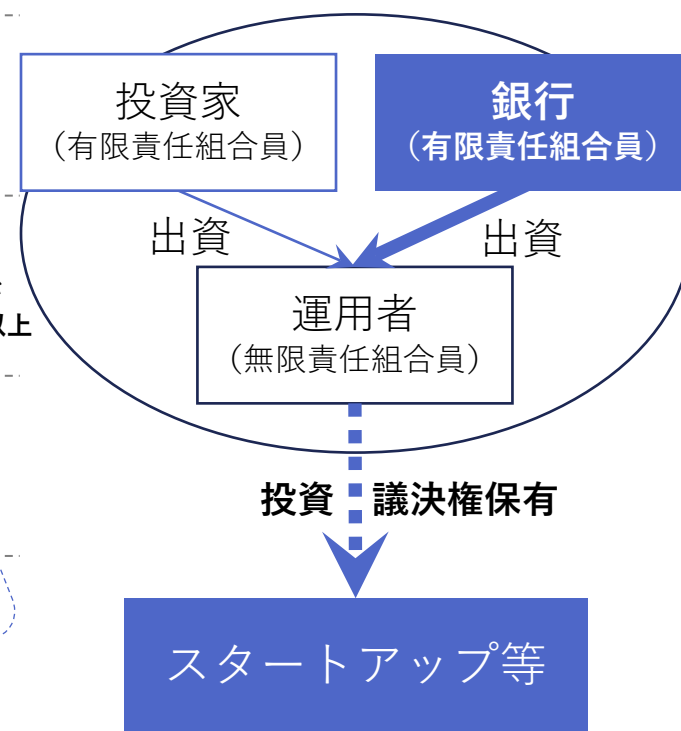 投資家
（有限責任組合員）
銀行
（有限責任組合員）
出資
出資
以上
運用者
（無限責任組合員）
投資
議決権保有
スタートアップ等